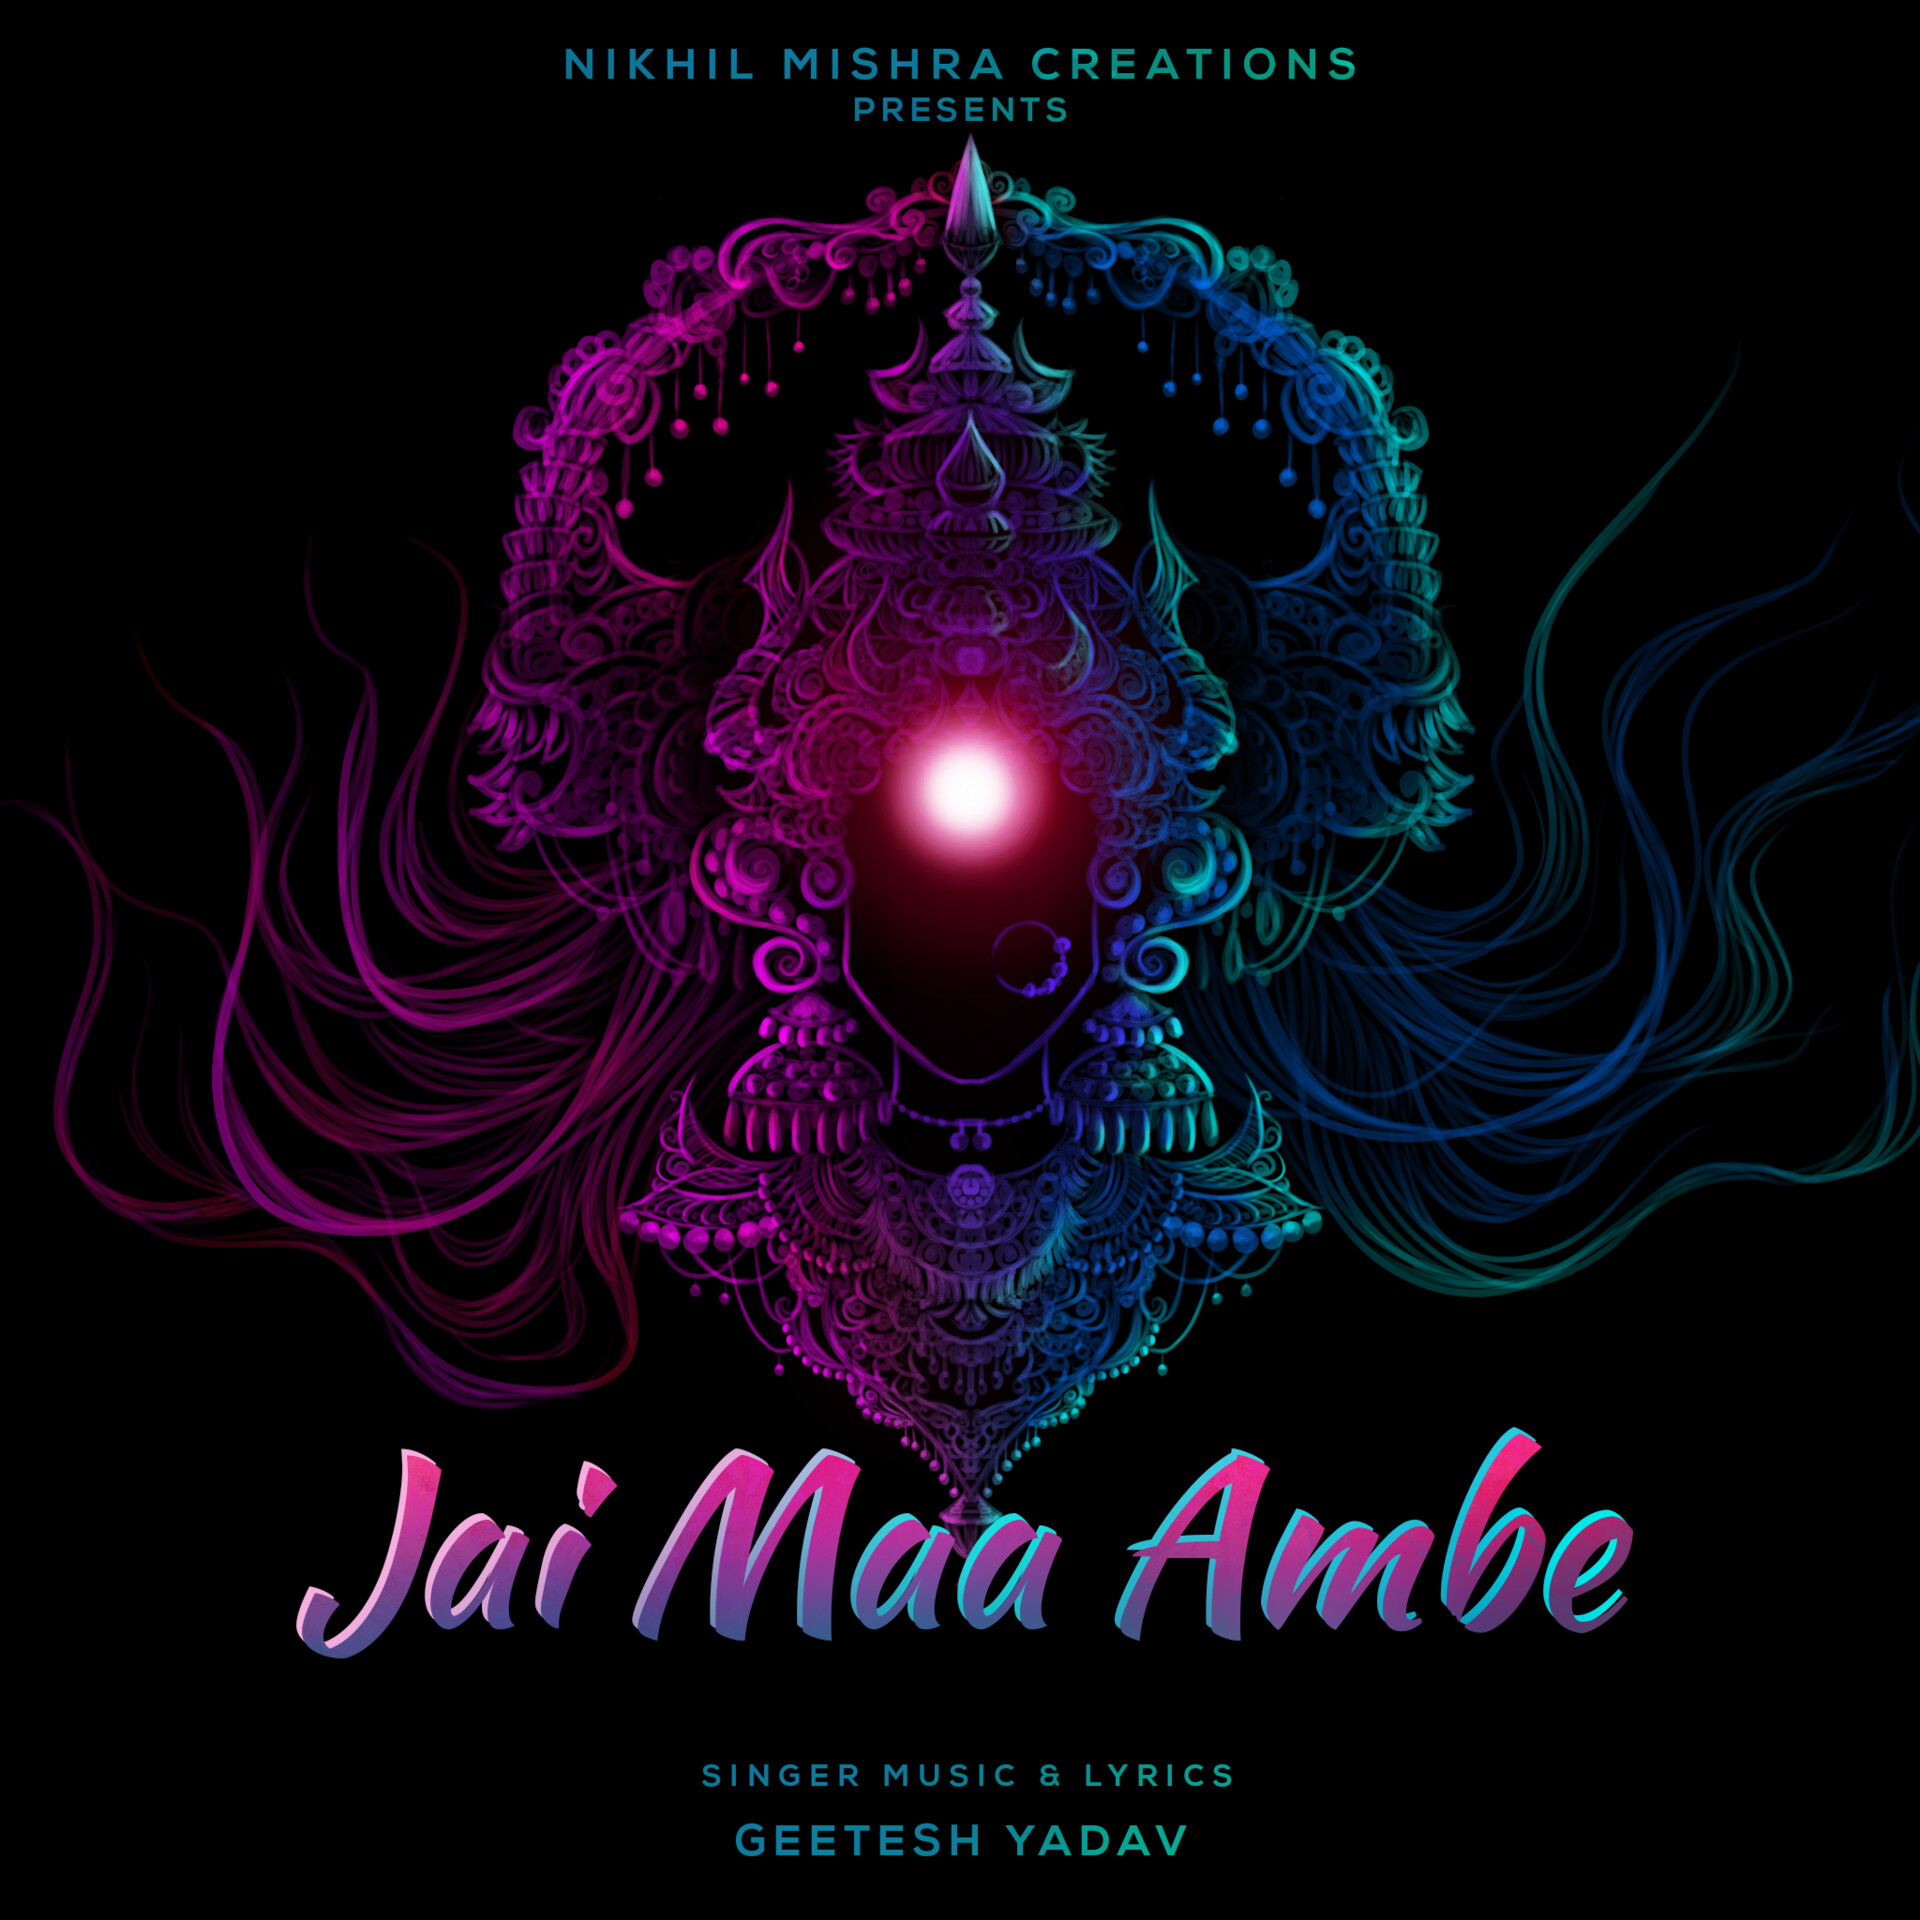 NIKHIL MISHRA CREATIONS
PRESENTS
Jai Maa Ambe
SINGER MUSIC & LYRICS
GEETESH YADAV